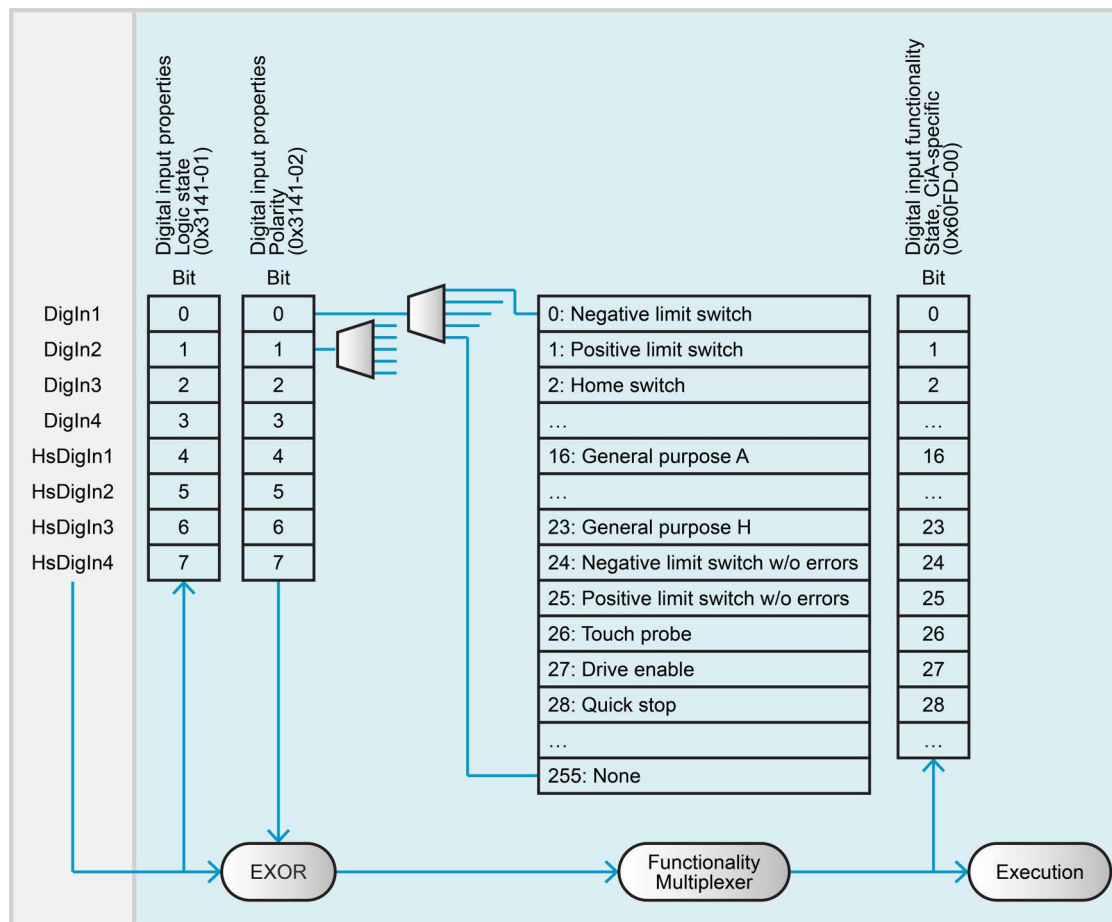 Digital input properties
Logic state
(0x3141-01)
Digital input properties
Polarity
(0x3141-02)
Digital input functionality
State, CiA-specific
(0x60FD-00)
Bit
Bit
Bit
DigIn1
0
0
0: Negative limit switch
0
DigIn2
1
1
1: Positive limit switch
1
DigIn3
2
2
2: Home switch
2
DigIn4
3
3
...
...
HsDigIn1
4
4
16: General purpose A
16
HsDigIn2
5
5
...
...
HsDigIn3
6
6
23: General purpose H
23
HsDigIn4
7
7
24: Negative limit switch w/o errors
24
25: Positive limit switch w/o errors
25
26: Touch probe
26
27: Drive enable
27
28: Quick stop
28
...
...
255: None
EXOR
Functionality
Multiplexer
Execution